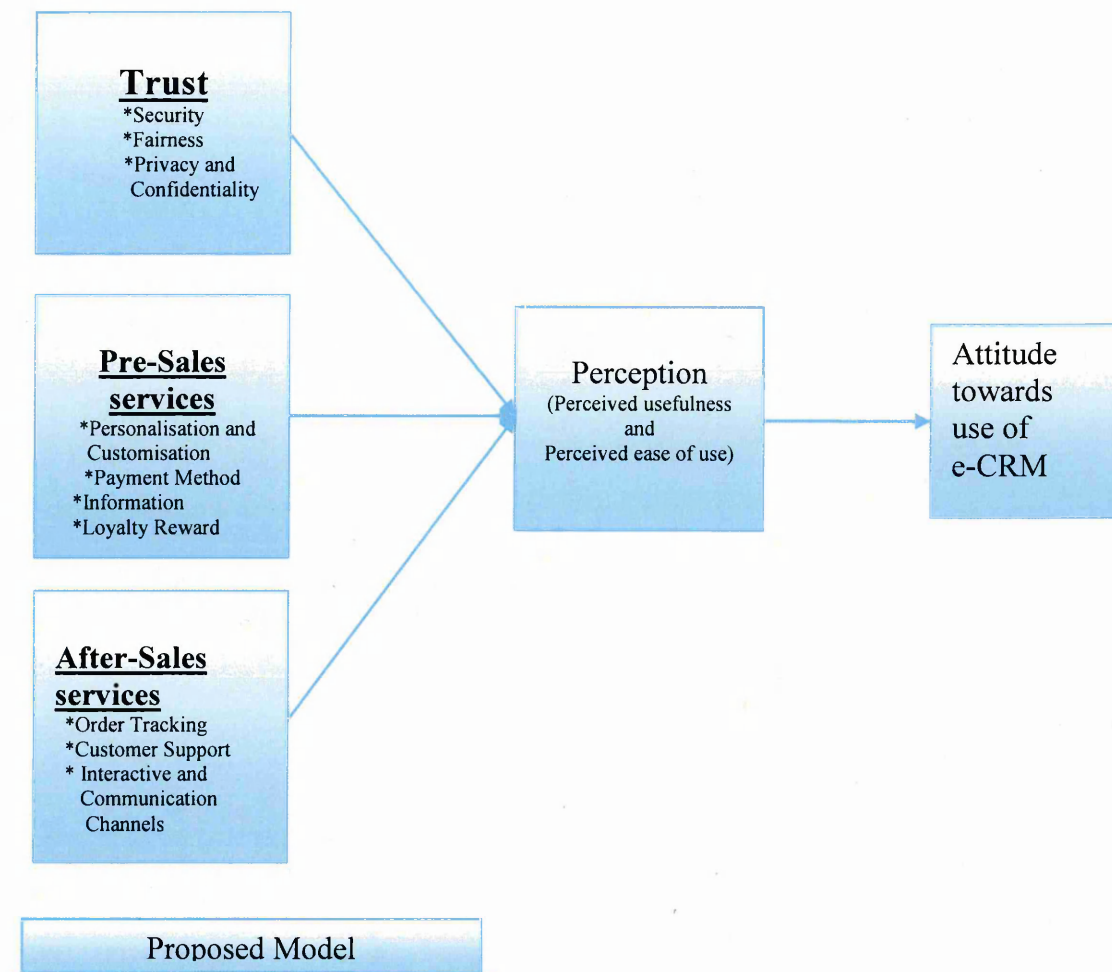 Trust
*Security
*Fairness
*Privacy and
Confidentiality
Pre-Sales
services
*Personalisation and
Customisation
*Payment Method
*Information
*Loyalty Reward
After-Sales
services
*Order Tracking
*Customer Support
* Interactive and
Communication
Channels
Perception
(Perceived usefulness
and
Perceived ease of use)
Attitude
towards
use of
e-CRM
Proposed Model